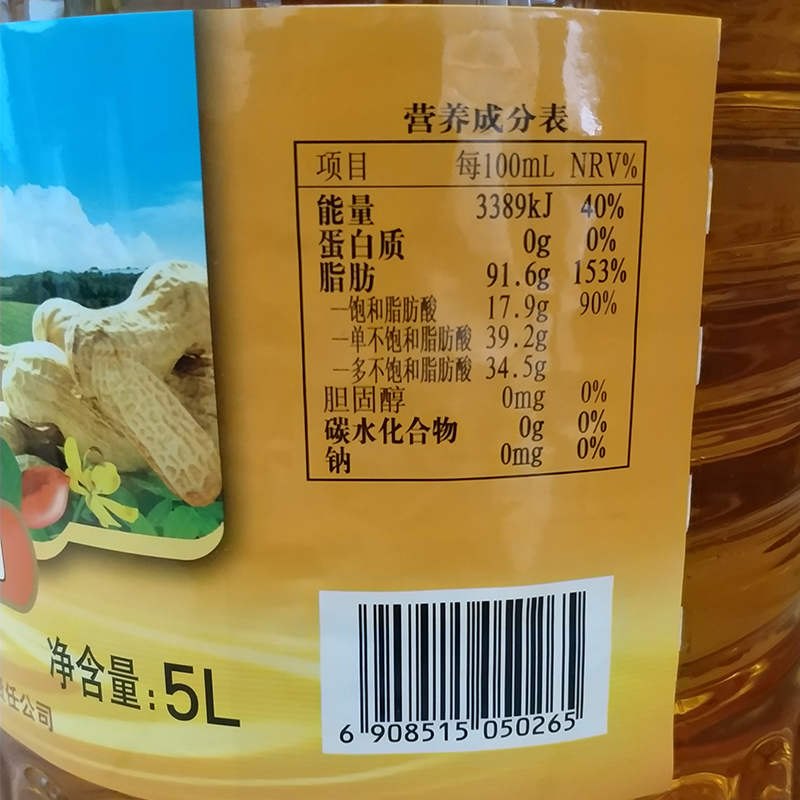 营养成分表
项目 每100mL NRV%
能量 3389kJ 40%
蛋白质 0g 0%
脂肪 91.6g 153%
—饱和脂肪酸 17.9g 90%
—单不饱和脂肪酸 39.2g
—多不饱和脂肪酸 34.5g
胆固醇 0mg 0%
碳水化合物 0g 0%
钠 0mg 0%
净含量:5L
任公司
6 908515 050265